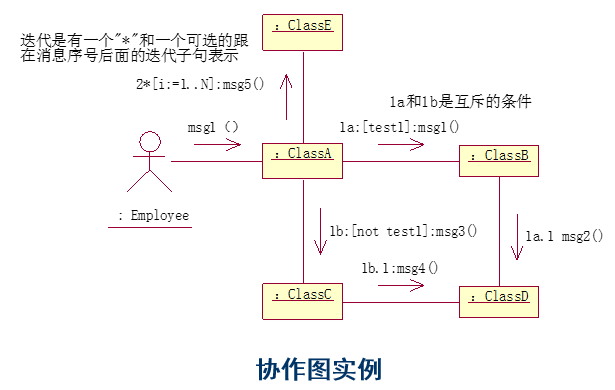 : ClassE
迭代是有一个"*"和一个可选的跟
在消息序号后面的迭代子句表示
2*[i:=1..N]:msg5()
1a和1b是互斥的条件
msg1 ()
1a:[test1]:msg1()
: ClassA
: ClassB
: Employee
1b:[not test1]:msg3()
1a.1 msg2()
1b.1:msg4()
: ClassC
: ClassD
协作图实例